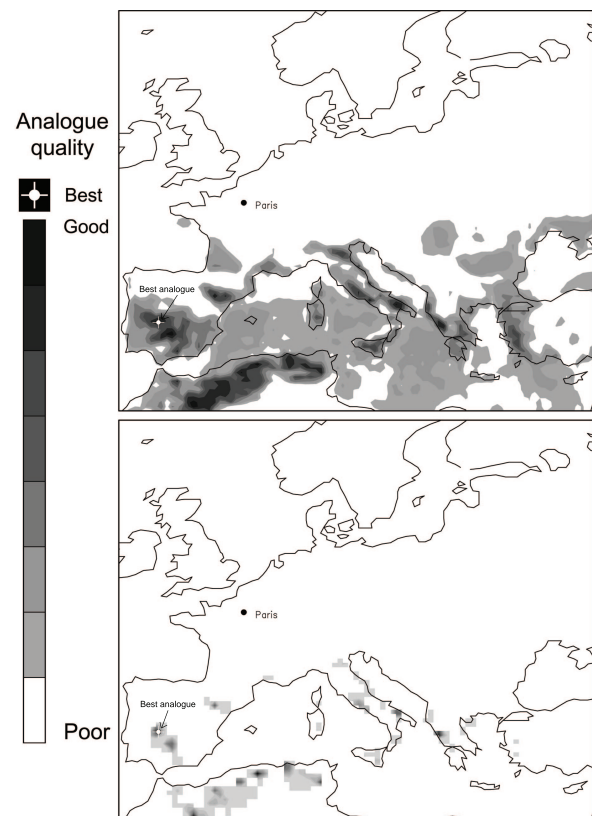 Analogue
quality
Best
Good
Poor
Paris
Best analogue
Paris
Best analogue